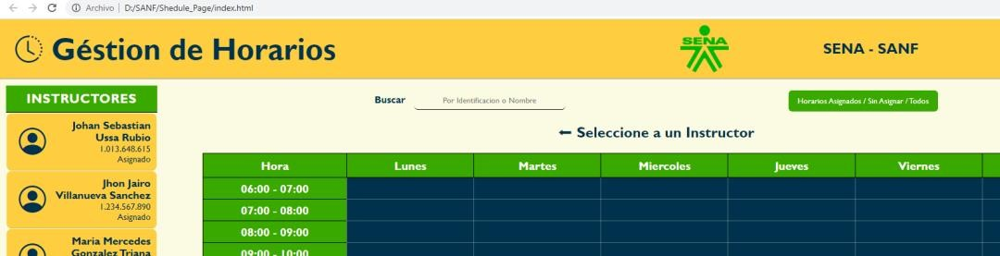 Archivo | D:/SANF/Shedule_Page/index.html
Géstion de Horarios
SENA
SENA - SANF
INSTRUCTORES
Johan Sebastian
Ussa Rubio
1.013.648.615
Asignado
Jhon Jairo
Villanueva Sanchez
1.234.567.890
Asignado
Maria Mercedes
Gonzalez Triana
Buscar Por Identificacion o Nombre
Horarios Asignados / Sin Asignar / Todos
Seleccione a un Instructor
Hora Lunes Martes Miercoles Jueves Viernes
06:00 - 07:00
07:00 - 08:00
08:00 - 09:00
09:00 - 10:00